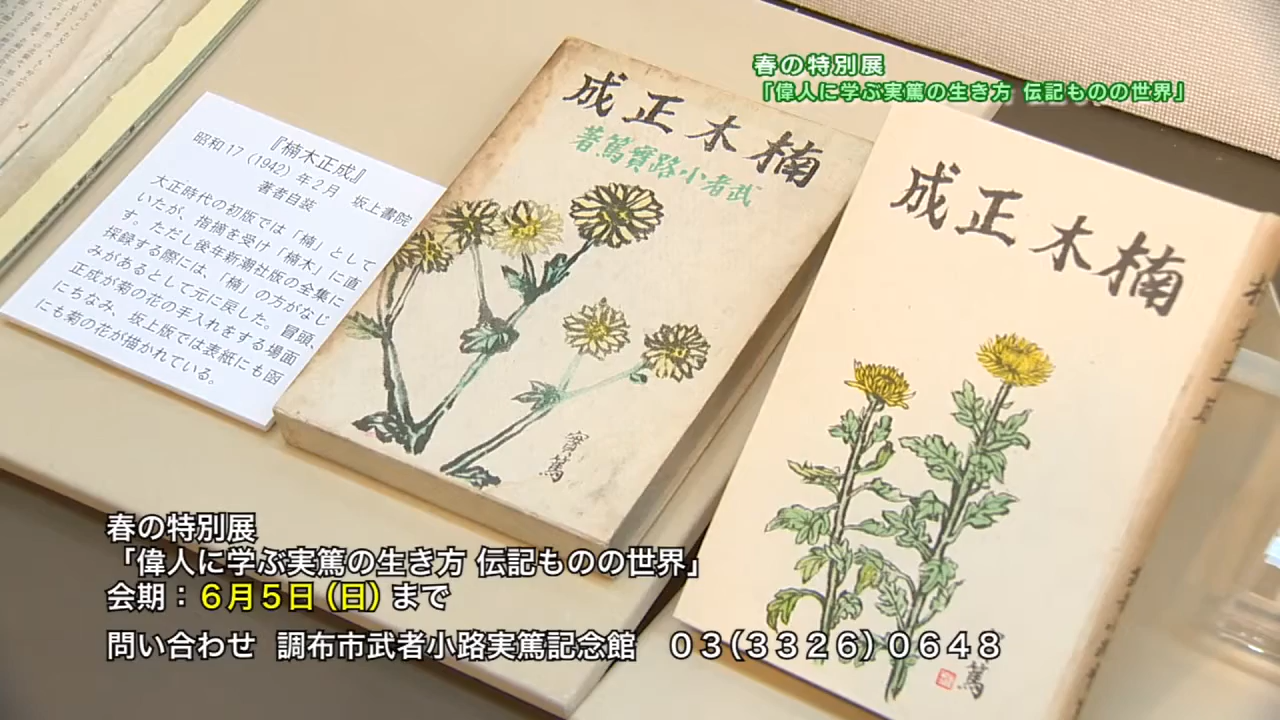 春の特別展
「偉人に学ぶ実篤の生き方 伝記ものの世界」
『楠木正成』
昭和17（1942）年2月 坂上書院
著者自装
大正時代の初版では「楠」として
いたが、指摘を受け「楠木」に直
す。ただし後年新潮社版の全集に
採録する際には、「楠」の方がなじ
みがあるとして元に戻した。冒頭、
正成が菊の花の手入れをする場面
にちなみ、坂上版では表紙にも函
にも菊の花が描かれている。
成正木楠
著篤實路小者武
實篤
成正木楠
篤
春の特別展
「偉人に学ぶ実篤の生き方 伝記ものの世界」
会期：６月５日（日）まで
問い合わせ 調布市武者小路実篤記念館 ０３（３３２６）０６４８